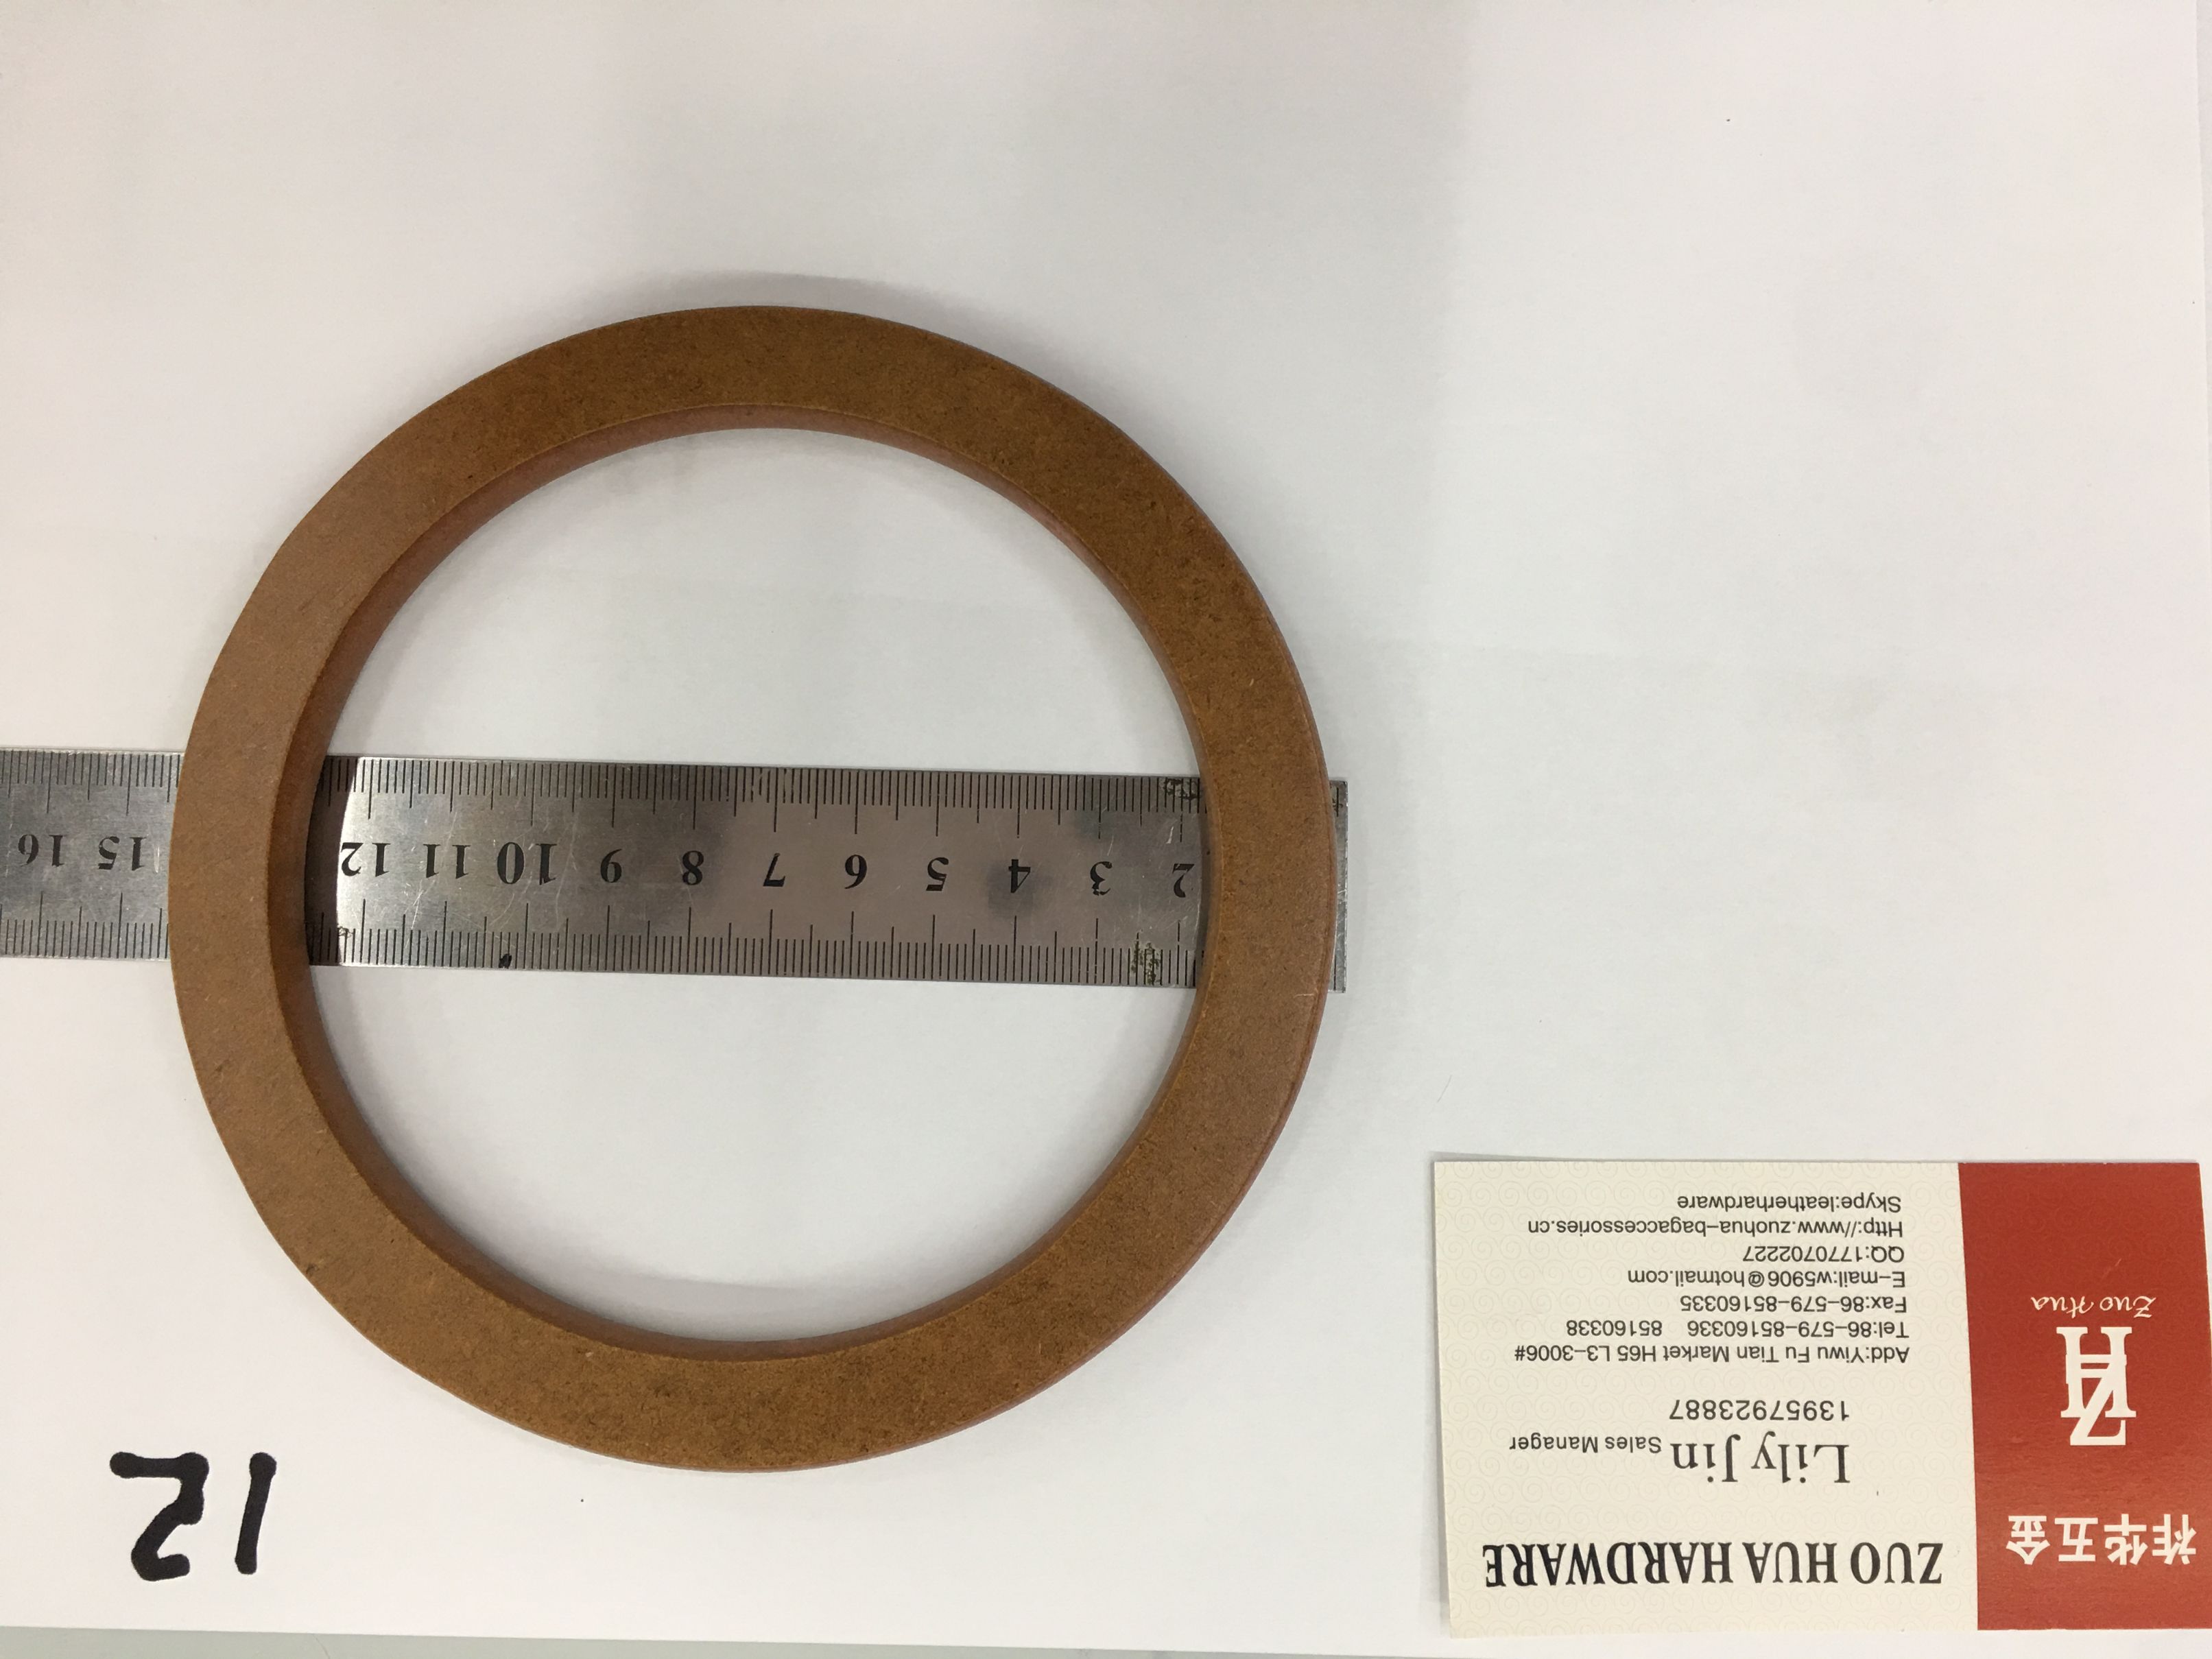 祚华五金
ZH
Zuo Hua
ZUO HUA HARDWARE
Lily Jin Sales Manager
13957923887
Add:Yiwu Fu Tian Market H65 L3-3006#
Tel:86-579-85160336 85160338
Fax:86-579-85160335
E-mail:w5906@hotmail.com
QQ:1770702227
Http://www.zuohua-bagaccessories.cn
Skype:leatherhardware
12
2 3 4 5 6 7 8 9 10 11 12 15 16